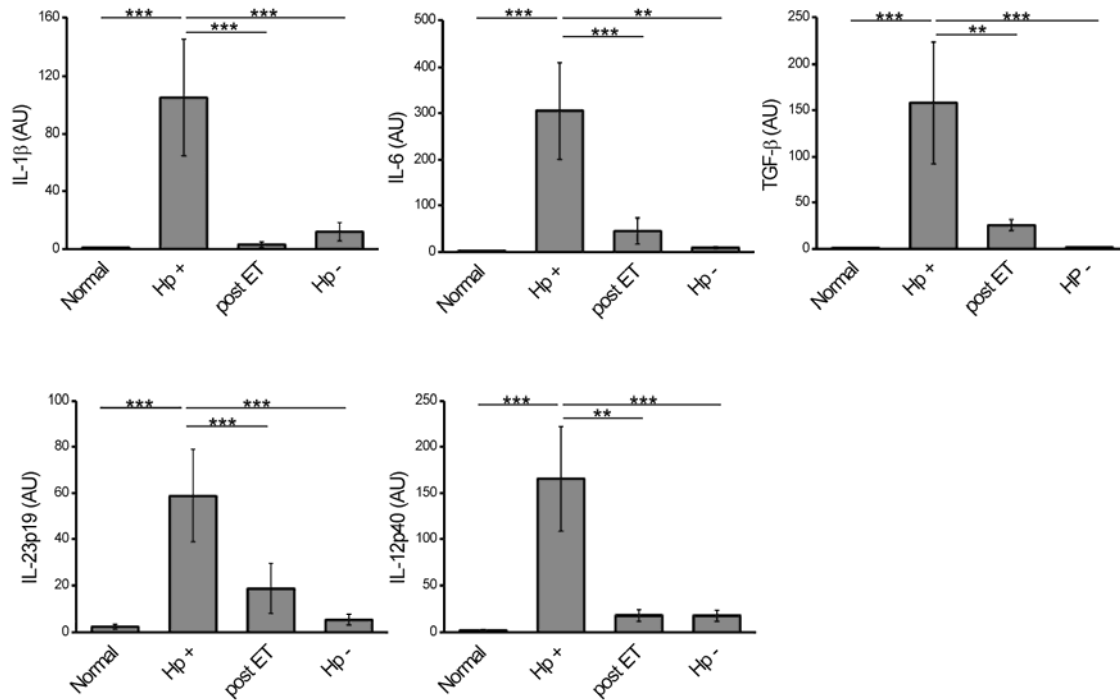 IL-1β (AU)
160
120
80
40
0
***
***
***
Normal
Hp +
post ET
Hp -
IL-6 (AU)
500
400
300
200
100
0
***
**
***
Normal
Hp +
post ET
Hp -
TGF-β (AU)
250
200
150
100
50
0
***
***
**
Normal
Hp +
post ET
HP -
IL-23p19 (AU)
100
80
60
40
20
0
***
***
***
Normal
Hp +
post ET
Hp -
IL-12p40 (AU)
250
200
150
100
50
0
***
***
**
Normal
Hp +
post ET
Hp -